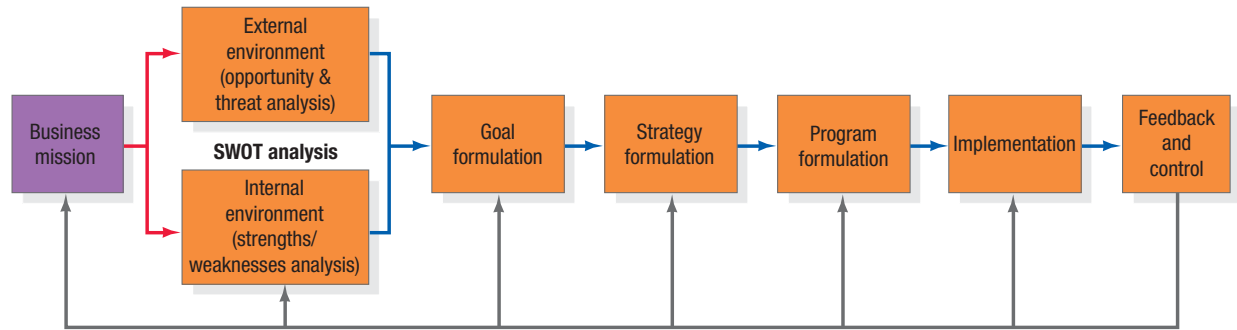 Business
mission
External
environment
(opportunity &
threat analysis)
SWOT analysis
Internal
environment
(strengths/
weaknesses analysis)
Goal
formulation
Strategy
formulation
Program
formulation
Implementation
Feedback
and
control